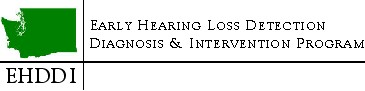 Early Hearing Loss Detection
Diagnosis & Intervention Program
EHDDI